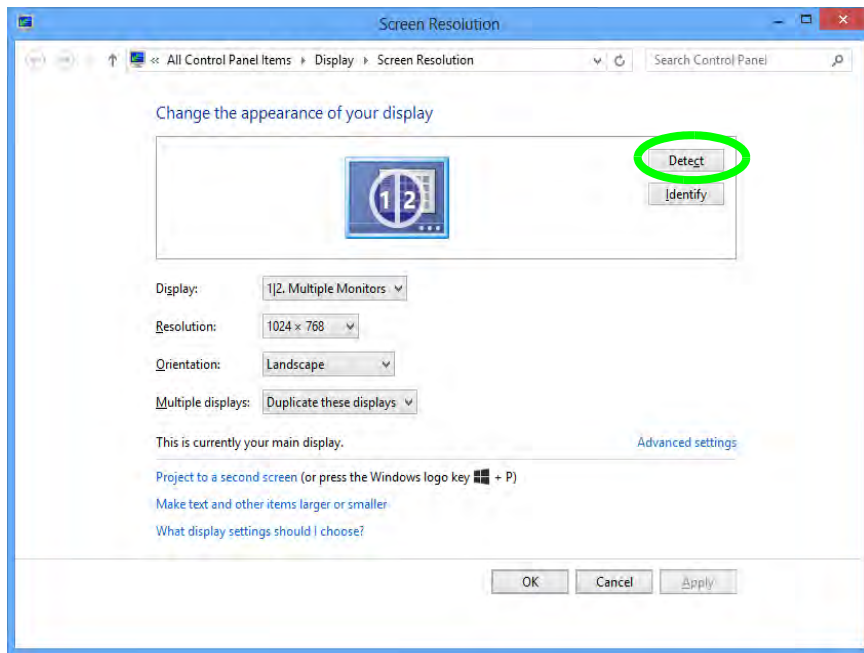 Screen Resolution
« All Control Panel Items Display Screen Resolution Search Control Panel
Change the appearance of your display
Detect
1 2
Identify
Display: 1|2. Multiple Monitors
Resolution: 1024 × 768
Orientation: Landscape
Multiple displays: Duplicate these displays
This is currently your main display. Advanced settings
Project to a second screen (or press the Windows logo key + P)
Make text and other items larger or smaller
What display settings should I choose?
OK Cancel Apply